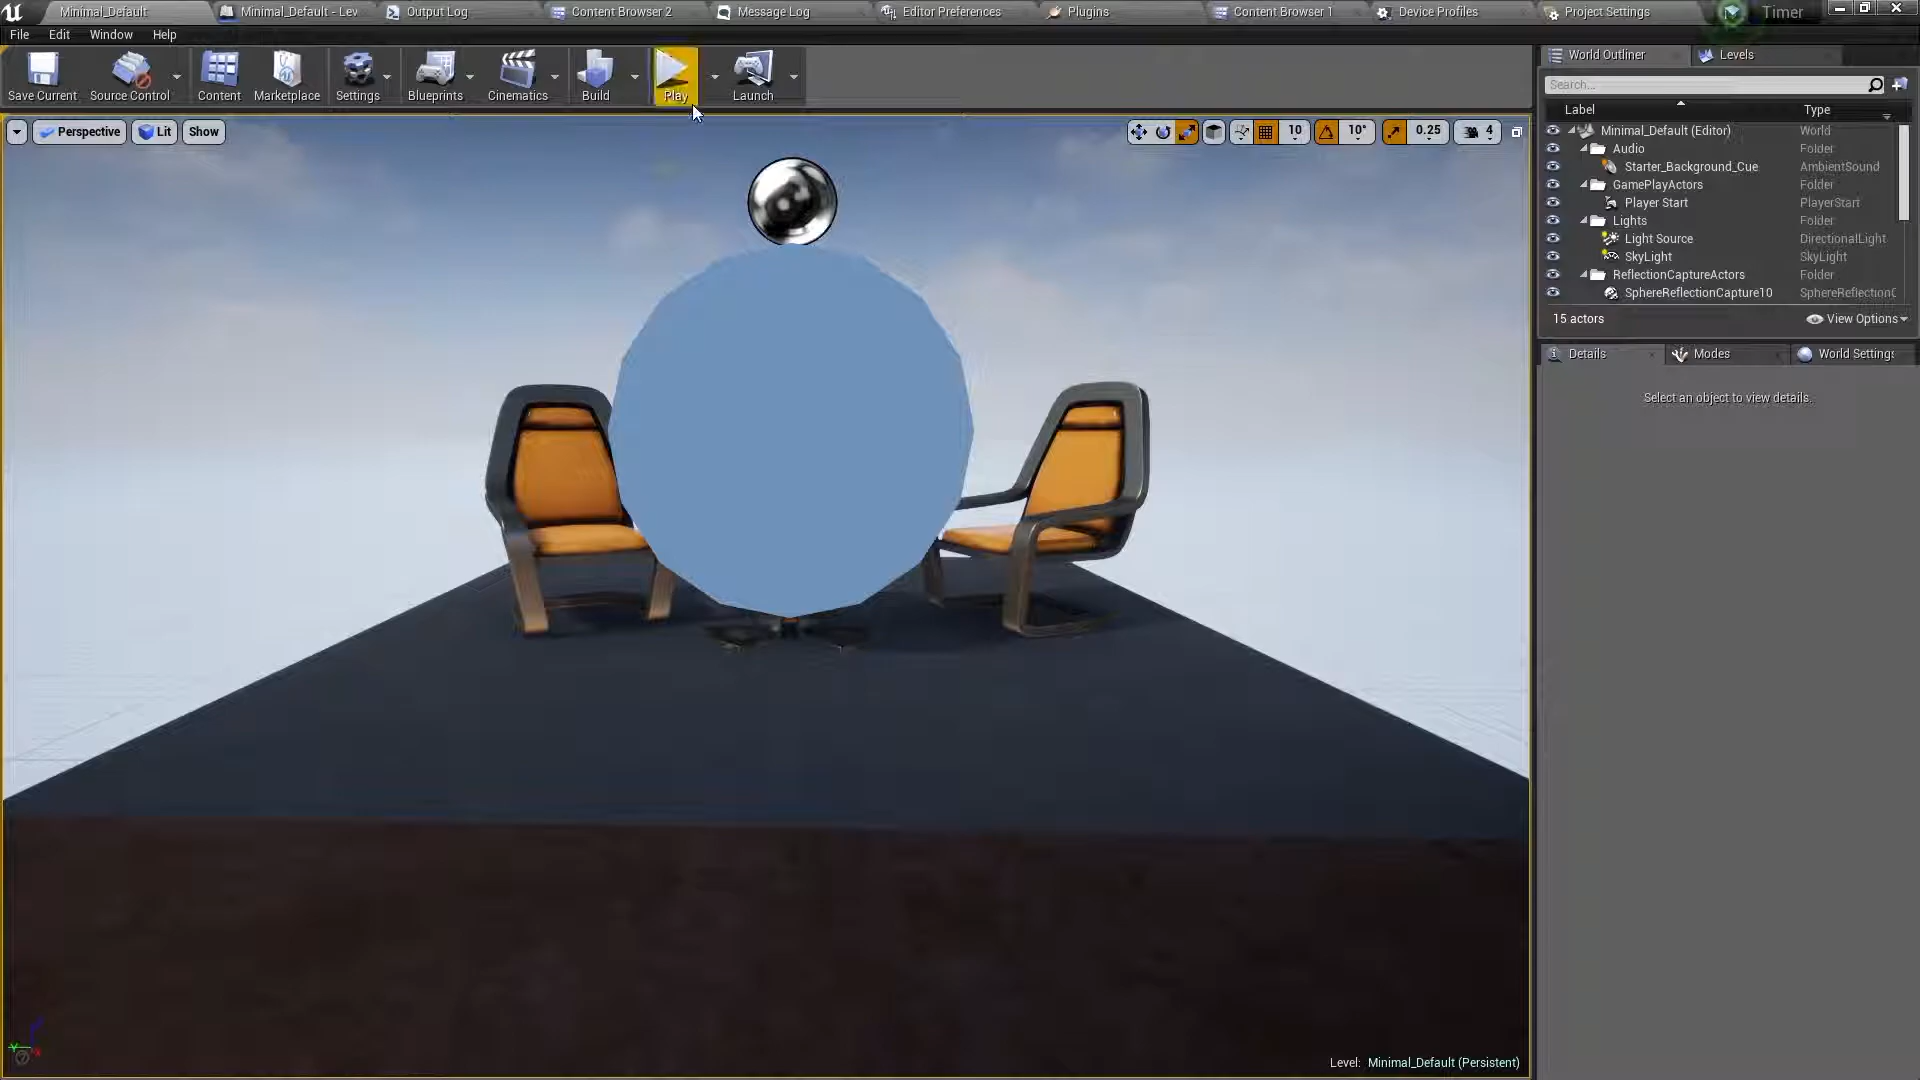 Minimal_Default
Minimal_Default - Lev
Output Log
Content Browser 2
Message Log
Editor Preferences
Plugins
Content Browser 1
Device Profiles
Project Settings
Timer
File
Edit
Window
Help
Save Current
Source Control
Content
Marketplace
Settings
Blueprints
Cinematics
Build
Play
Launch
Perspective
Lit
Show
10
10°
0.25
4
World Outliner
Levels
Search...
Label
Type
Minimal_Default (Editor)
World
Audio
Folder
Starter_Background_Cue
AmbientSound
GamePlayActors
Folder
Player Start
PlayerStart
Lights
Folder
Light Source
DirectionalLight
SkyLight
SkyLight
ReflectionCaptureActors
Folder
SphereReflectionCapture10
SphereReflectionC
15 actors
View Options
Details
Modes
World Settings
Select an object to view details.
Level: Minimal_Default (Persistent)